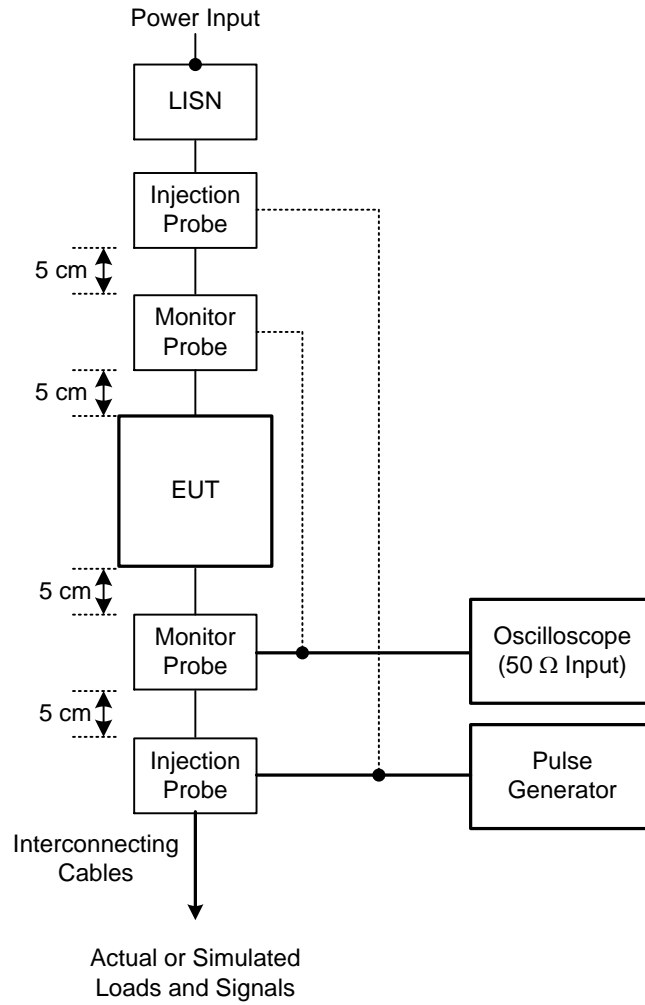 Power Input
LISN
Injection
Probe
5 cm
Monitor
Probe
5 cm
EUT
5 cm
Monitor
Probe
Oscilloscope
(50 Ω Input)
5 cm
Injection
Probe
Pulse
Generator
Interconnecting
Cables
Actual or Simulated
Loads and Signals